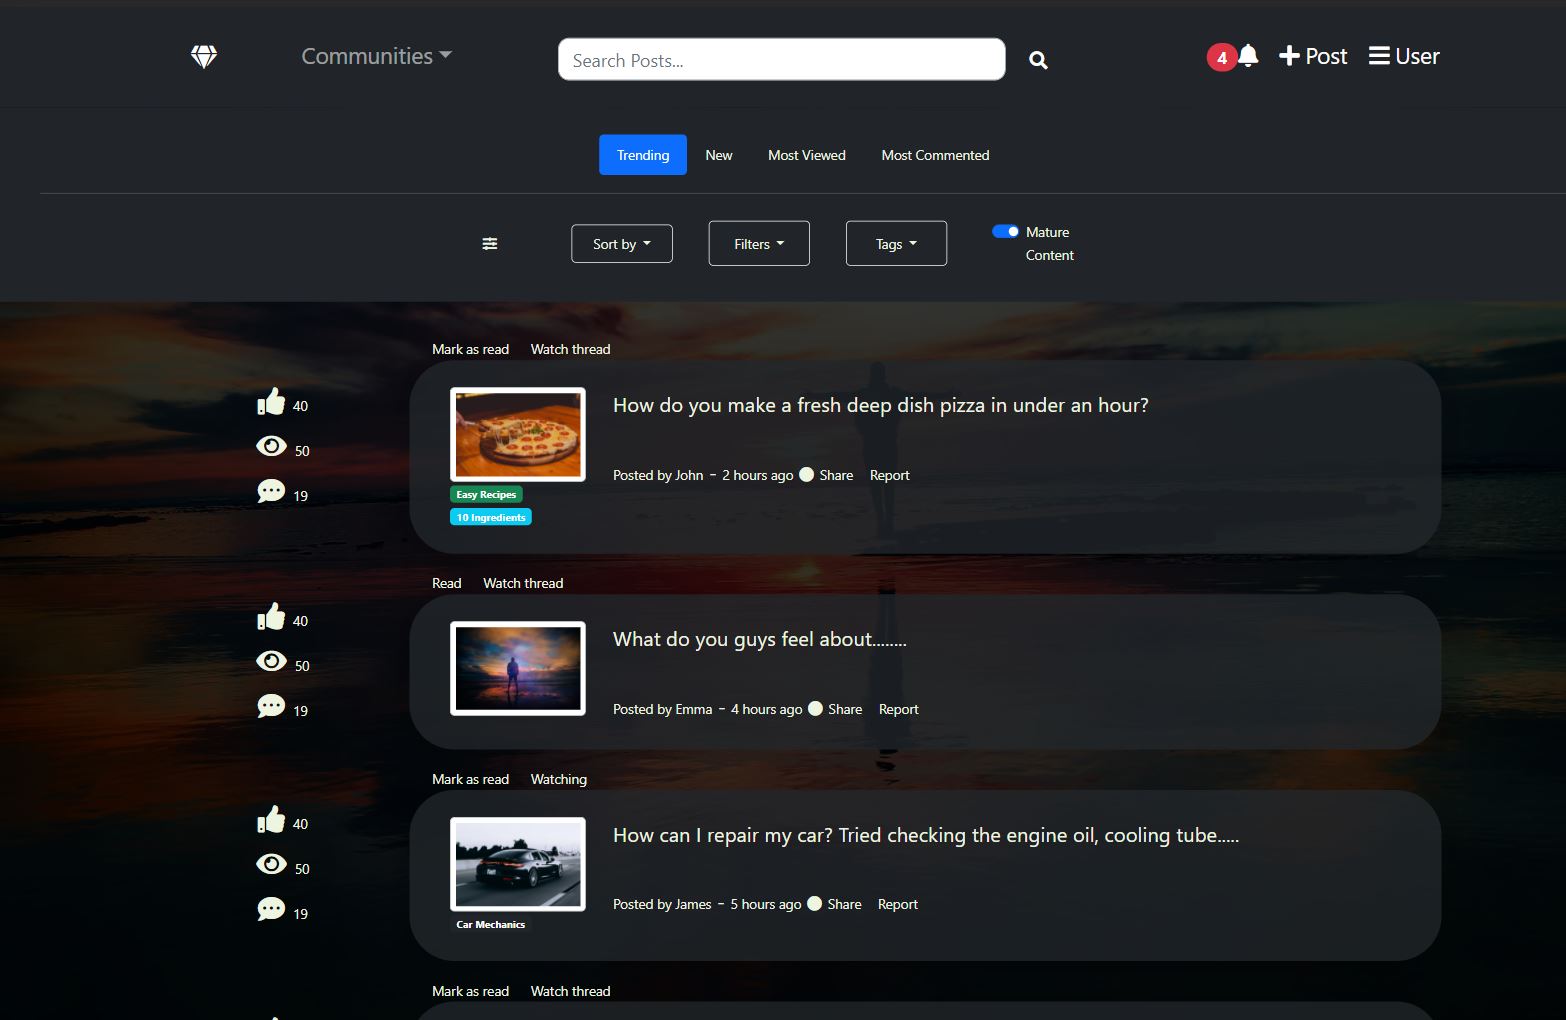 Communities
Search Posts...
4
Post
User
Trending
New
Most Viewed
Most Commented
Sort by
Filters
Tags
Mature
Content
Mark as read
Watch thread
40
50
19
How do you make a fresh deep dish pizza in under an hour?
Posted by John - 2 hours ago
Share
Report
Easy Recipes
10 Ingredients
Read
Watch thread
40
50
19
What do you guys feel about........
Posted by Emma - 4 hours ago
Share
Report
Mark as read
Watching
40
50
19
How can I repair my car? Tried checking the engine oil, cooling tube.....
Posted by James - 5 hours ago
Share
Report
Car Mechanics
Mark as read
Watch thread